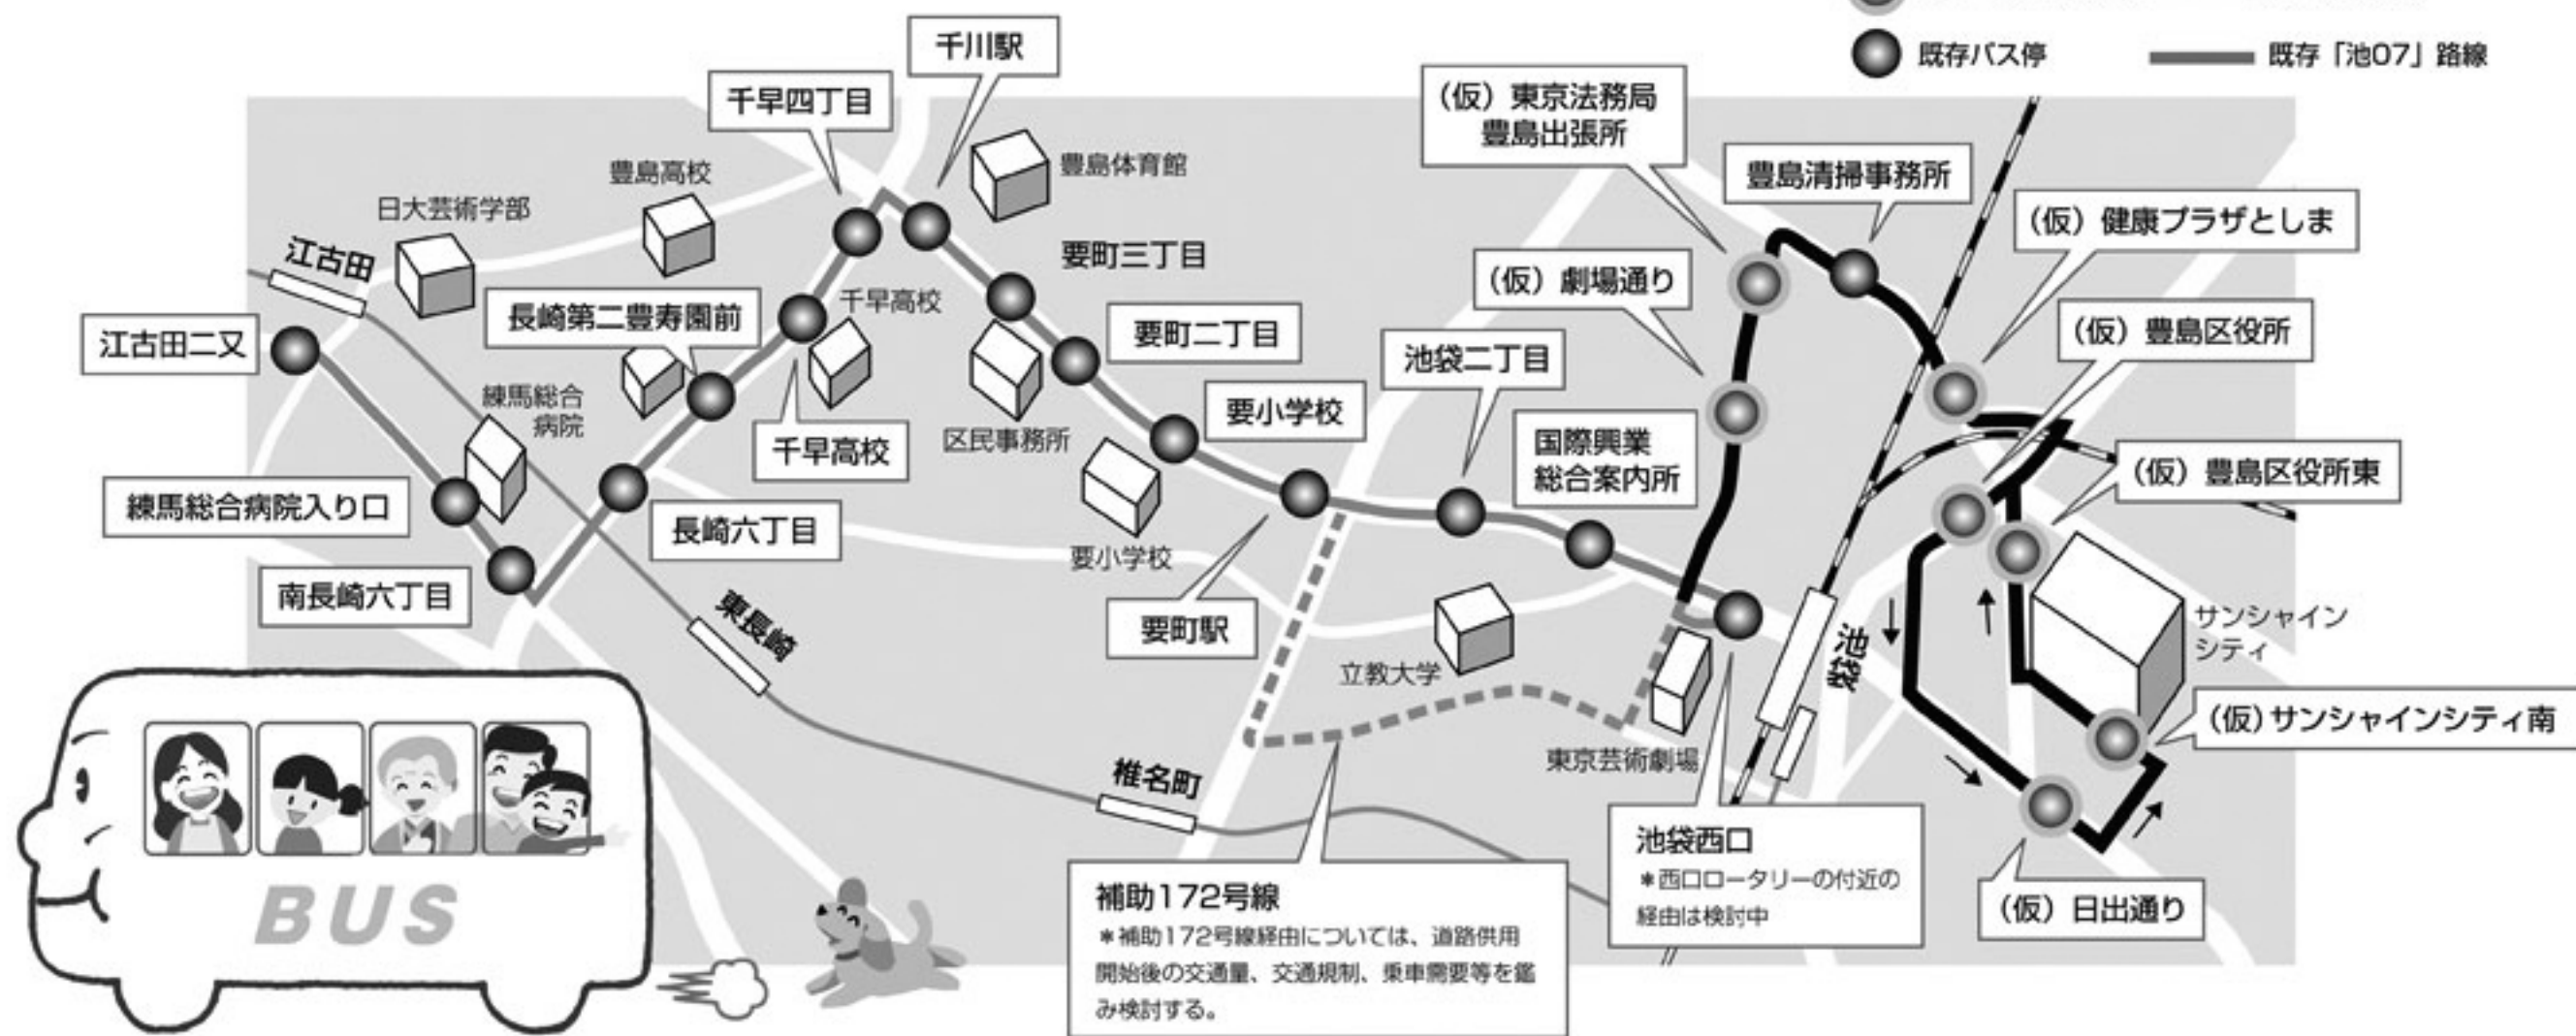 既存バス停
既存「池07」路線
千川駅
千早四丁目
(仮)東京法務局
豊島出張所
豊島清掃事務所
豊島体育館
豊島高校
日大芸術学部
(仮)健康プラザとしま
江古田
要町三丁目
(仮)劇場通り
長崎第二豊寿園前
千早高校
江古田二又
要町二丁目
(仮)豊島区役所
池袋二丁目
練馬総合
病院
要小学校
区民事務所
千早高校
国際興業
総合案内所
(仮)豊島区役所東
練馬総合病院入り口
長崎六丁目
要小学校
南長崎六丁目
要町駅
東長崎
池袋
サンシャイン
シティ
立教大学
(仮)サンシャインシティ南
東京芸術劇場
椎名町
池袋西口
*西口ロータリーの付近の
経由は検討中
補助172号線
*補助172号線経由については、道路供用
開始後の交通量、交通規制、乗車需要等を鑑
み検討する。
(仮)日出通り
BUS